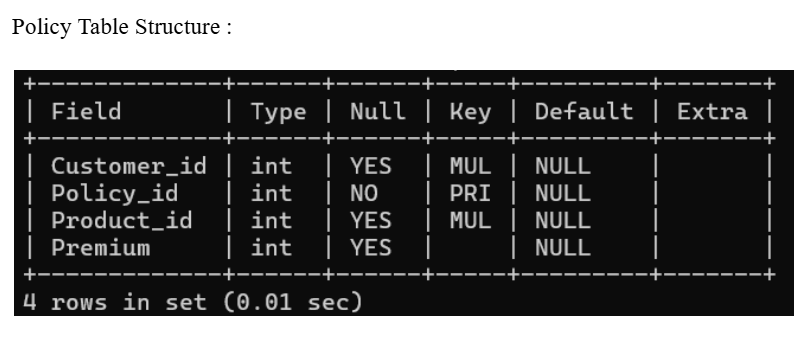 Policy Table Structure :
+-------------+------+------+-----+---------+-------+
| Field       | Type | Null | Key | Default | Extra |
+-------------+------+------+-----+---------+-------+
| Customer_id | int  | YES  | MUL | NULL    |       |
| Policy_id   | int  | NO   | PRI | NULL    |       |
| Product_id  | int  | YES  | MUL | NULL    |       |
| Premium     | int  | YES  |     | NULL    |       |
+-------------+------+------+-----+---------+-------+
4 rows in set (0.01 sec)